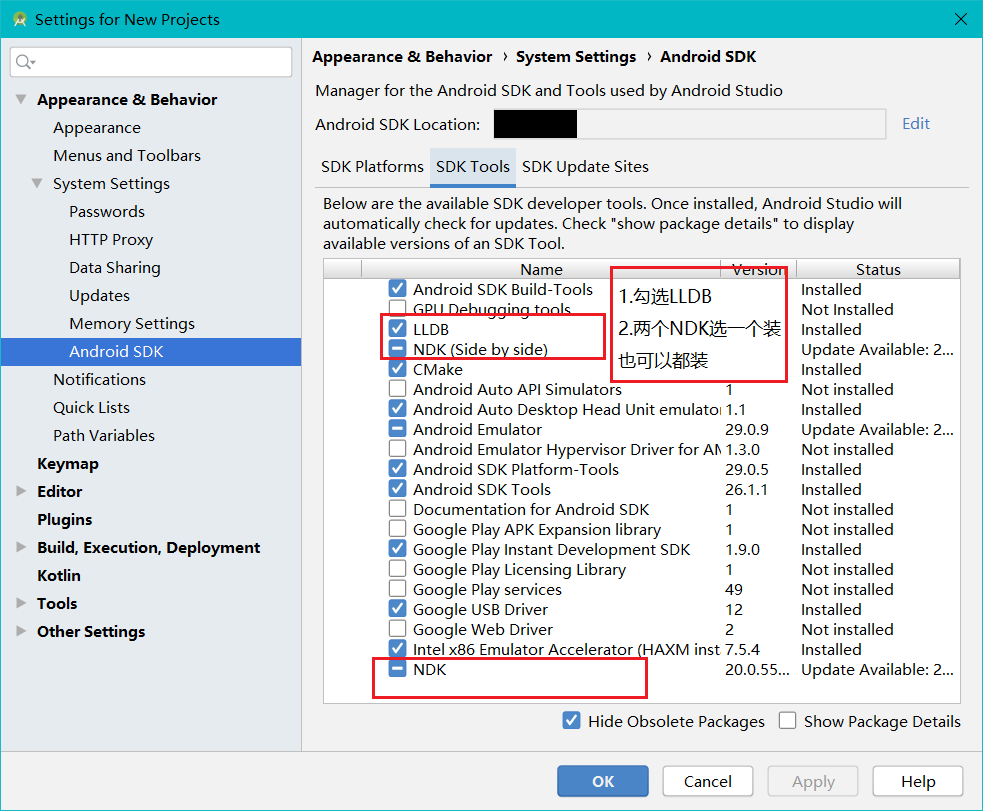 Settings for New Projects
Appearance & Behavior
Appearance
Menus and Toolbars
System Settings
Passwords
HTTP Proxy
Data Sharing
Updates
Memory Settings
Android SDK
Notifications
Quick Lists
Path Variables
Keymap
Editor
Plugins
Build, Execution, Deployment
Kotlin
Tools
Other Settings
Appearance & Behavior › System Settings › Android SDK
Manager for the Android SDK and Tools used by Android Studio
Android SDK Location: Edit
SDK Platforms SDK Tools SDK Update Sites
Below are the available SDK developer tools. Once installed, Android Studio will
automatically check for updates. Check "show package details" to display
available versions of an SDK Tool.
Name Version Status
Android SDK Build-Tools Installed
GPU Debugging tools Not Installed
LLDB Installed
NDK (Side by side) Update Available: 2...
CMake Installed
Android Auto API Simulators 1 Not installed
Android Auto Desktop Head Unit emulator 1.1 Installed
Android Emulator 29.0.9 Update Available: 2...
Android Emulator Hypervisor Driver for AM 1.3.0 Not installed
Android SDK Platform-Tools 29.0.5 Installed
Android SDK Tools 26.1.1 Installed
Documentation for Android SDK 1 Not installed
Google Play APK Expansion library 1 Not installed
Google Play Instant Development SDK 1.9.0 Installed
Google Play Licensing Library 1 Not installed
Google Play services 49 Not installed
Google USB Driver 12 Installed
Google Web Driver 2 Not installed
Intel x86 Emulator Accelerator (HAXM inst 7.5.4 Installed
NDK 20.0.55... Update Available: 2...
1.勾选LLDB
2.两个NDK选一个装
也可以都装
Hide Obsolete Packages Show Package Details
OK Cancel Apply Help